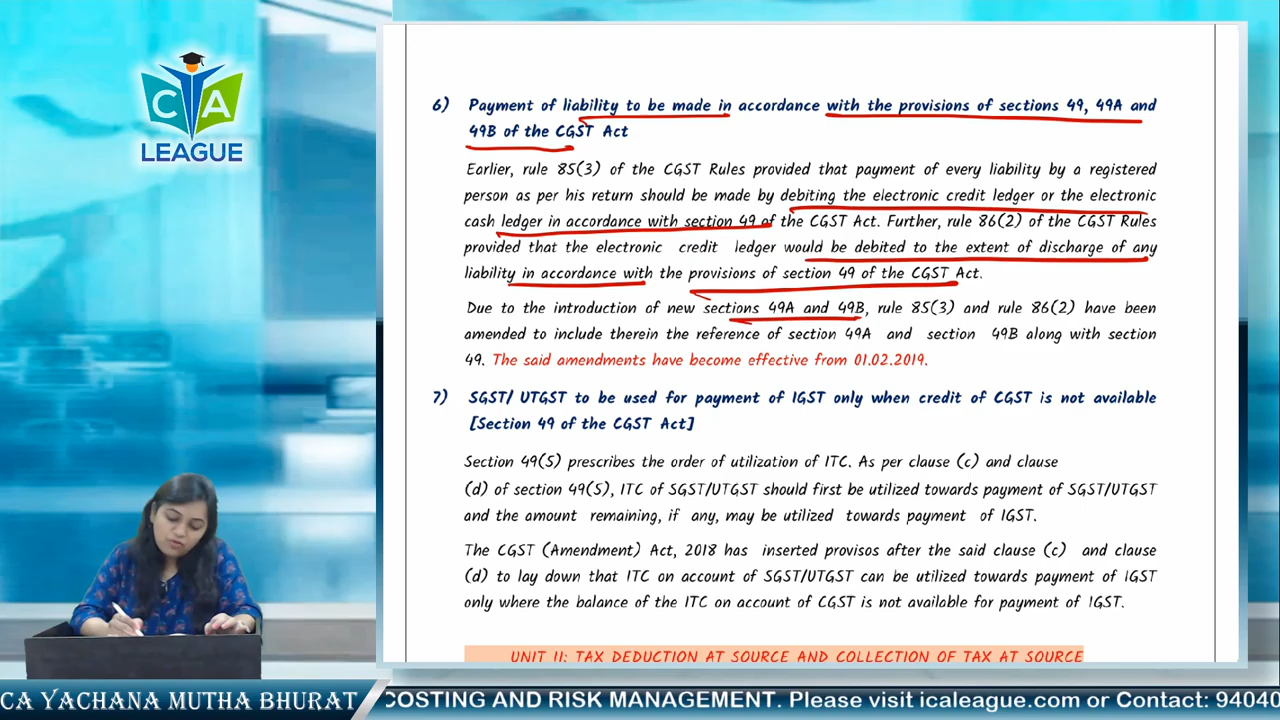 CA
LEAGUE
6) Payment of liability to be made in accordance with the provisions of sections 49, 49A and
49B of the CGST Act
Earlier, rule 85(3) of the CGST Rules provided that payment of every liability by a registered
person as per his return should be made by debiting the electronic credit ledger or the electronic
cash ledger in accordance with section 49 of the CGST Act. Further, rule 86(2) of the CGST Rules
provided that the electronic credit ledger would be debited to the extent of discharge of any
liability in accordance with the provisions of section 49 of the CGST Act.
Due to the introduction of new sections 49A and 49B, rule 85(3) and rule 86(2) have been
amended to include therein the reference of section 49A and section 49B along with section
49. The said amendments have become effective from 01.02.2019.
7) SGST/ UTGST to be used for payment of IGST only when credit of CGST is not available
[Section 49 of the CGST Act]
Section 49(5) prescribes the order of utilization of ITC. As per clause (c) and clause
(d) of section 49(5), ITC of SGST/UTGST should first be utilized towards payment of SGST/UTGST
and the amount remaining, if any, may be utilized towards payment of IGST.
The CGST (Amendment) Act, 2018 has inserted provisos after the said clause (c) and clause
(d) to lay down that ITC on account of SGST/UTGST can be utilized towards payment of IGST
only where the balance of the ITC on account of CGST is not available for payment of IGST.
UNIT II: TAX DEDUCTION AT SOURCE AND COLLECTION OF TAX AT SOURCE
CA YACHANA MUTHA BHURAT
COSTING AND RISK MANAGEMENT. Please visit icaleague.com or Contact: 94040